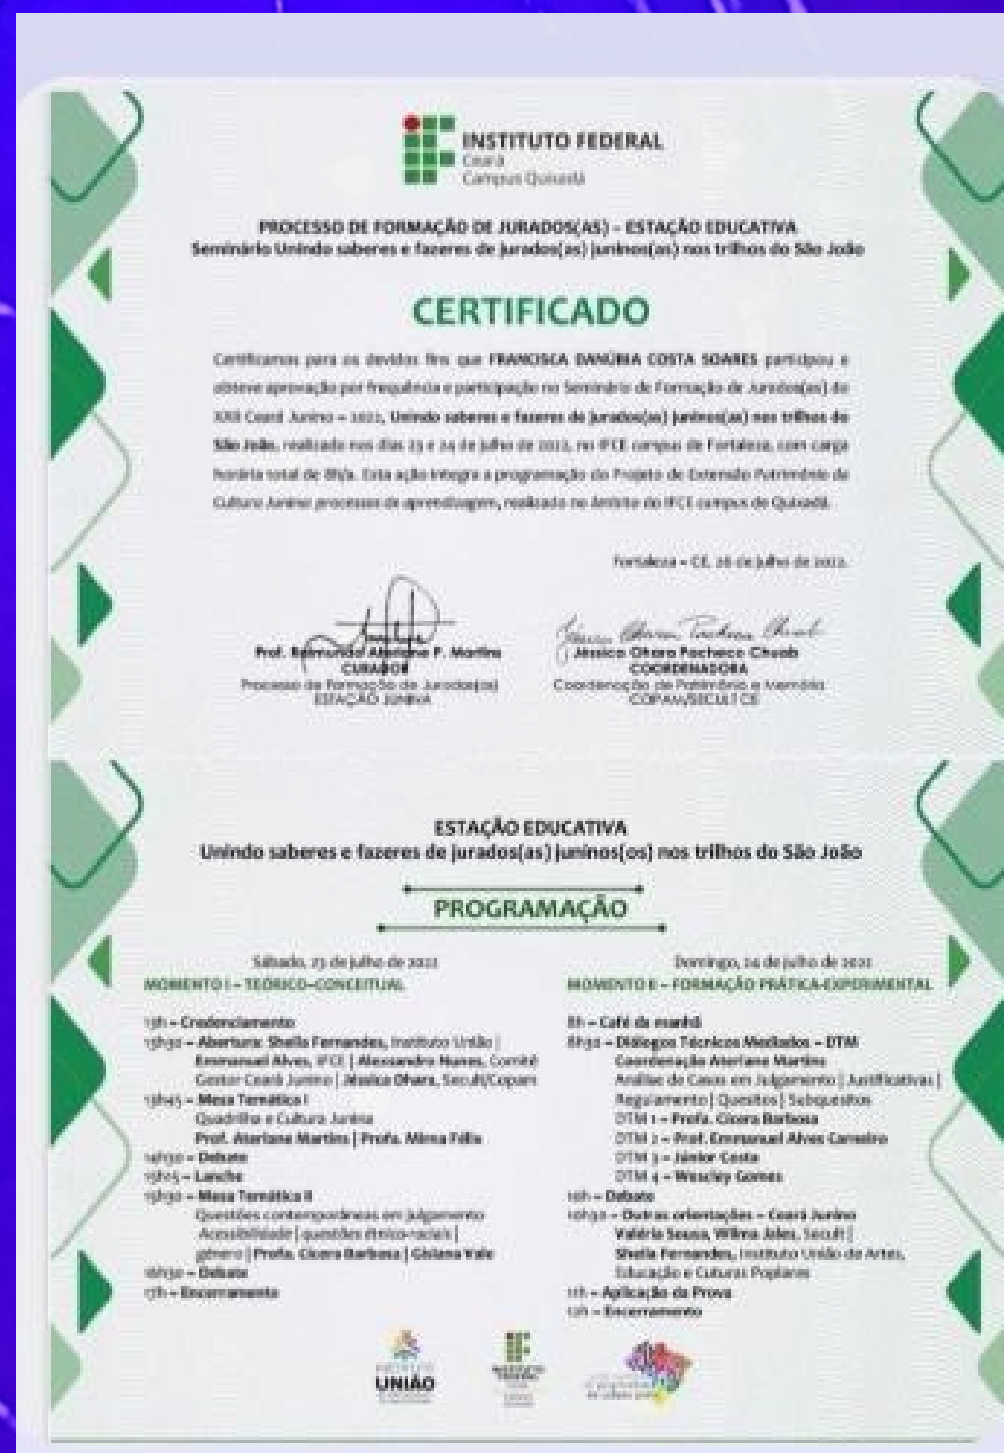 INSTITUTO FEDERAL
Ceará
Campus Quixadá
PROCESSO DE FORMAÇÃO DE JURADOS(AS) – ESTAÇÃO EDUCATIVA
Seminário Unindo saberes e fazeres de jurados(as) juninos(as) nos trilhos do São João
CERTIFICADO
Certificamos para os devidos fins que FRANCISCA DANÚBIA COSTA SOARES participou e
obteve aprovação por frequência e participação no Seminário de Formação de Jurados(as) do
XXII Ceará Junino – 2022, Unindo saberes e fazeres de jurados(as) juninos(as) nos trilhos do
São João, realizado nos dias 23 e 24 de julho de 2022, no IFCE campus de Fortaleza, com carga
horária total de 8h/a. Esta ação integra a programação do Projeto de Extensão Patrimônio da
Cultura Junina: processos de aprendizagem, realizado no âmbito do IFCE campus de Quixadá.
Fortaleza – CE, 26 de julho de 2022.
Prof. Raimundo Aterlane P. Martins
CURADOR
Processo de Formação de Jurados(as)
ESTAÇÃO JUNINA
Jéssica Ohara Pacheco Chuab
COORDENADORA
Coordenação de Patrimônio e Memória
COPAM/SECULT CE
ESTAÇÃO EDUCATIVA
Unindo saberes e fazeres de jurados(as) juninos(os) nos trilhos do São João
PROGRAMAÇÃO
Sábado, 23 de julho de 2022
MOMENTO I – TEÓRICO-CONCEITUAL
13h – Credenciamento
13h30 – Abertura: Sheila Fernandes, Instituto União |
Emmanuel Alves, IFCE | Alessandro Nunes, Comitê
Gestor Ceará Junino | Jéssica Ohara, Secult/Copam
13h45 – Mesa Temática I
Quadrilha e Cultura Junina
Prof. Aterlane Martins | Profa. Mirna Félix
14h30 – Debate
15h15 – Lanche
15h30 – Mesa Temática II
Questões contemporâneas em julgamento
Acessibilidade | questões étnico-raciais |
gênero | Profa. Cícera Barbosa | Gislana Vale
16h30 – Debate
17h – Encerramento
Domingo, 24 de julho de 2022
MOMENTO II – FORMAÇÃO PRÁTICA-EXPERIMENTAL
8h – Café da manhã
8h30 – Diálogos Técnicos Mediados – DTM
Coordenação Aterlane Martins
Análise de Casos em Julgamento | Justificativas |
Regulamento | Quesitos | Subquesitos
DTM 1 – Profa. Cícera Barbosa
DTM 2 – Prof. Emmanuel Alves Carneiro
DTM 3 – Júnior Costa
DTM 4 – Wescley Gomes
10h – Debate
10h30 – Outras orientações – Ceará Junino
Valéria Sousa, Wilma Jales, Secult |
Sheila Fernandes, Instituto União de Artes,
Educação e Culturas Poplares
11h – Aplicação da Prova
12h – Encerramento
INSTITUTO
UNIÃO
INSTITUTO
FEDERAL